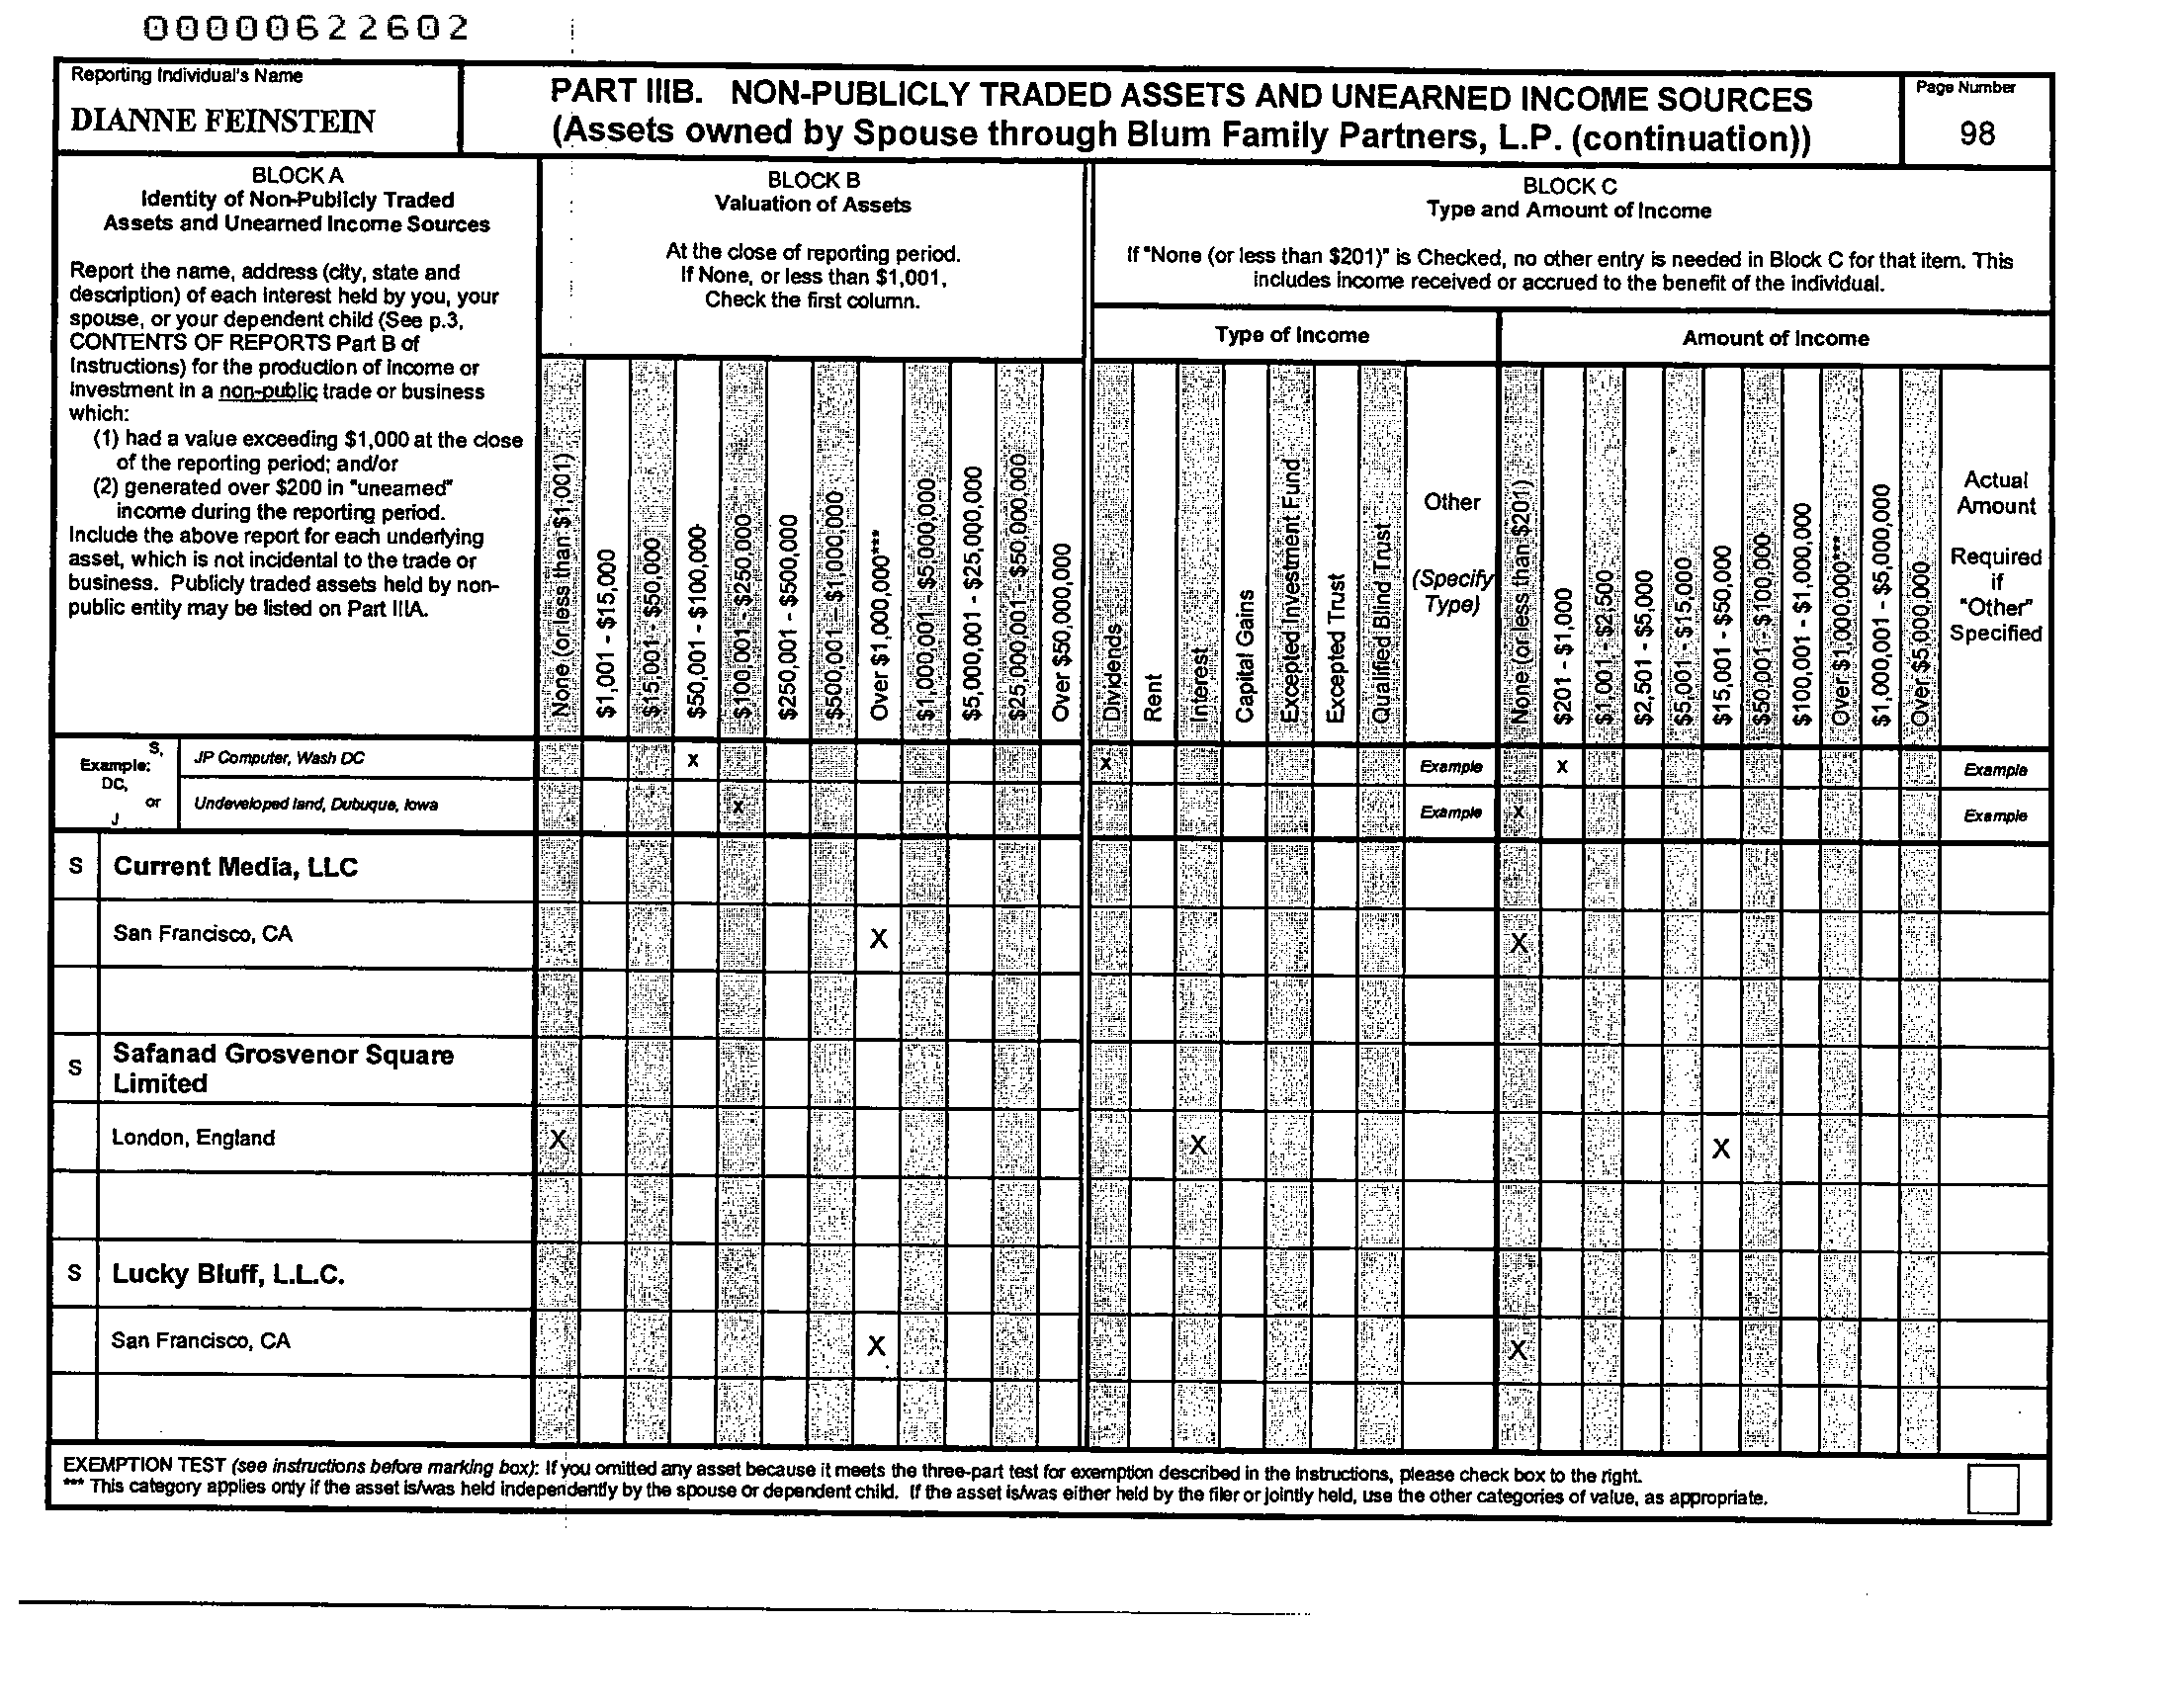 00000622602
Reporting Individual's Name
DIANNE FEINSTEIN
PART IIIB. NON-PUBLICLY TRADED ASSETS AND UNEARNED INCOME SOURCES
(Assets owned by Spouse through Blum Family Partners, L.P. (continuation))
Page Number
98
BLOCK A
Identity of Non-Publicly Traded
Assets and Unearned Income Sources
Report the name, address (city, state and
description) of each interest held by you, your
spouse, or your dependent child (See p.3,
CONTENTS OF REPORTS Part B of
Instructions) for the production of income or
investment in a non-public trade or business
which:
(1) had a value exceeding $1,000 at the close
of the reporting period; and/or
(2) generated over $200 in "unearned"
income during the reporting period.
Include the above report for each underlying
asset, which is not incidental to the trade or
business. Publicly traded assets held by non-
public entity may be listed on Part IIIA.
BLOCK B
Valuation of Assets
At the close of reporting period.
If None, or less than $1,001,
Check the first column.
BLOCK C
Type and Amount of Income
If "None (or less than $201)" is Checked, no other entry is needed in Block C for that item. This
includes income received or accrued to the benefit of the individual.
Type of Income
Amount of Income
None (or less than $1,001)
$1,001 - $15,000
$15,001 - $50,000
$50,001 - $100,000
$100,001 - $250,000
$250,001 - $500,000
$500,001 - $1,000,000
Over $1,000,000***
$1,000,001 - $5,000,000
$5,000,001 - $25,000,000
$25,000,001 - $50,000,000
Over $50,000,000
Dividends
Rent
Interest
Capital Gains
Excepted Investment Fund
Excepted Trust
Qualified Blind Trust
Other
(Specify
Type)
None (or less than $201)
$201 - $1,000
$1,001 - $2,500
$2,501 - $5,000
$5,001 - $15,000
$15,001 - $50,000
$50,001 - $100,000
$100,001 - $1,000,000
Over $1,000,000***
$1,000,001 - $5,000,000
Over $5,000,000
Actual
Amount
Required
if
"Other"
Specified
S,
Example:
DC,
or
J
JP Computer, Wash DC
x
x
Example
x
Example
Undeveloped land, Dubuque, Iowa
x
Example
x
Example
S
Current Media, LLC
San Francisco, CA
X
X
S
Safanad Grosvenor Square
Limited
London, England
X
X
X
S
Lucky Bluff, L.L.C.
San Francisco, CA
X
X
EXEMPTION TEST (see instructions before marking box): If you omitted any asset because it meets the three-part test for exemption described in the instructions, please check box to the right.
*** This category applies only if the asset is/was held independently by the spouse or dependent child. If the asset is/was either held by the filer or jointly held, use the other categories of value, as appropriate.